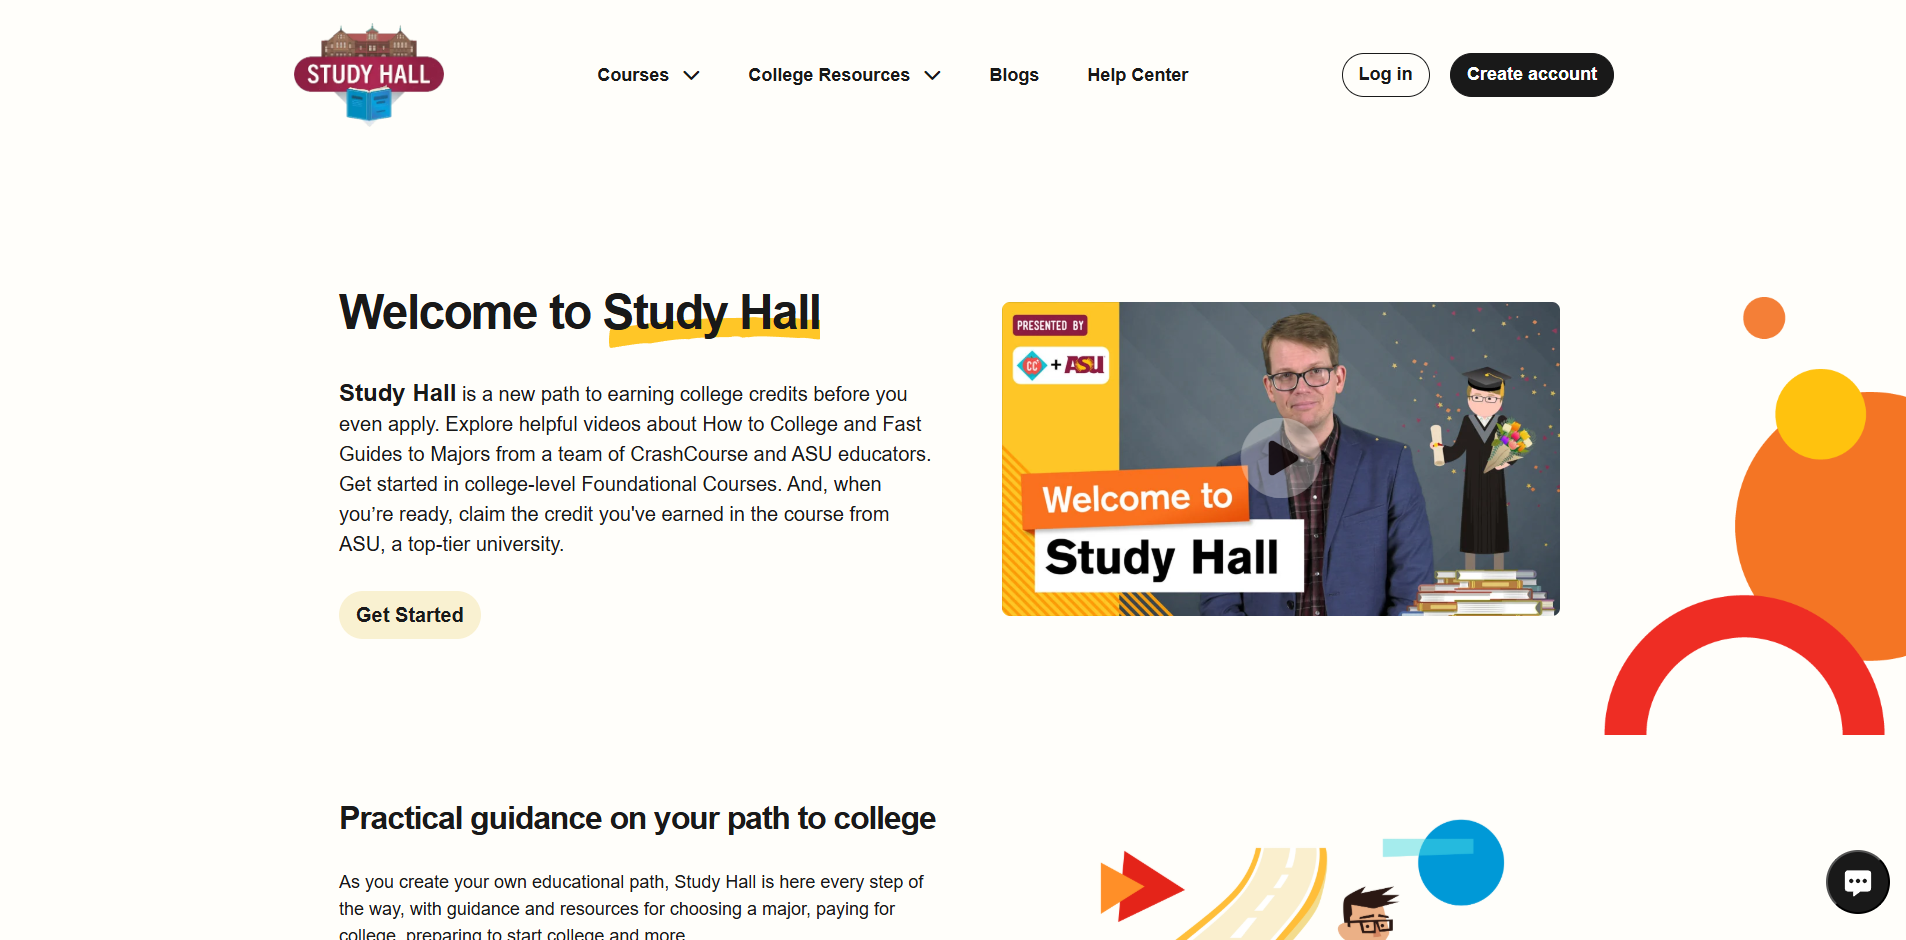 STUDY HALL
Courses
College Resources
Blogs
Help Center
Log in
Create account
Welcome to Study Hall
Study Hall is a new path to earning college credits before you
even apply. Explore helpful videos about How to College and Fast
Guides to Majors from a team of CrashCourse and ASU educators.
Get started in college-level Foundational Courses. And, when
you’re ready, claim the credit you've earned in the course from
ASU, a top-tier university.
Get Started
PRESENTED BY
CC + ASU
Welcome to
Study Hall
Practical guidance on your path to college
As you create your own educational path, Study Hall is here every step of
the way, with guidance and resources for choosing a major, paying for
college, preparing to start college and more.